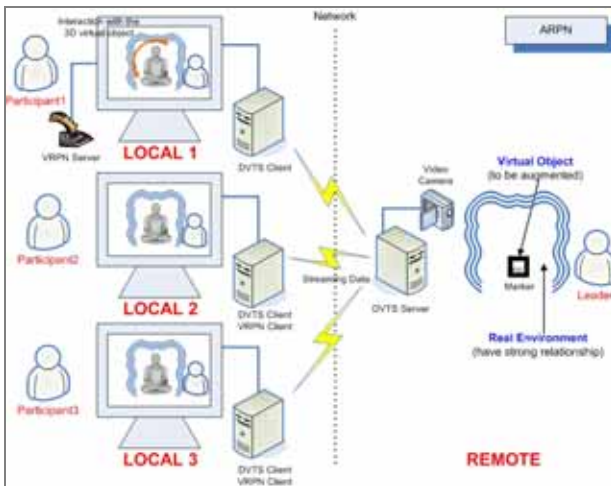 Network
ARPN
Interaction with the
3D virtual object
Participant1
VRPN Server
LOCAL 1
DVTS Client
Participant2
LOCAL 2
DVTS Client
VRPN Client
Participant3
LOCAL 3
DVTS Client
VRPN Client
Streaming Data
Video
Camera
DVTS Server
Virtual Object
(to be augmented)
Marker
Leader
Real Environment
(have strong relationship)
REMOTE